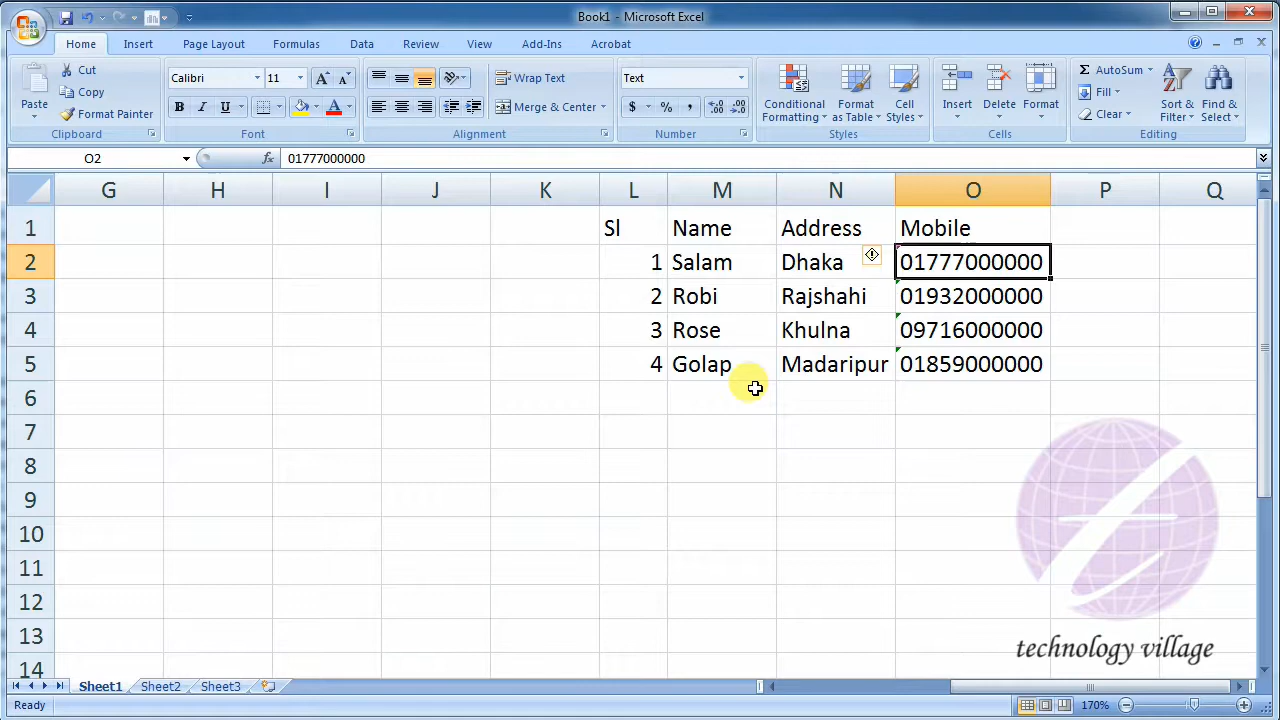 Book1 - Microsoft Excel
Home Insert Page Layout Formulas Data Review View Add-Ins Acrobat
Paste
Cut
Copy
Format Painter
Clipboard
Calibri 11
B I U A
Font
Wrap Text
Merge & Center
Alignment
Text
$ % ,
Number
Conditional Formatting
Format as Table
Cell Styles
Styles
Insert Delete Format
Cells
Σ AutoSum
Fill
Clear
Sort & Filter
Find & Select
Editing
O2 fx 01777000000
G H I J K L M N O P Q
1 Sl Name Address Mobile
2 1 Salam Dhaka 01777000000
3 2 Robi Rajshahi 01932000000
4 3 Rose Khulna 09716000000
5 4 Golap Madaripur 01859000000
6
7
8
9
10
11
12
13
14
technology village
Sheet1 Sheet2 Sheet3
Ready 170%